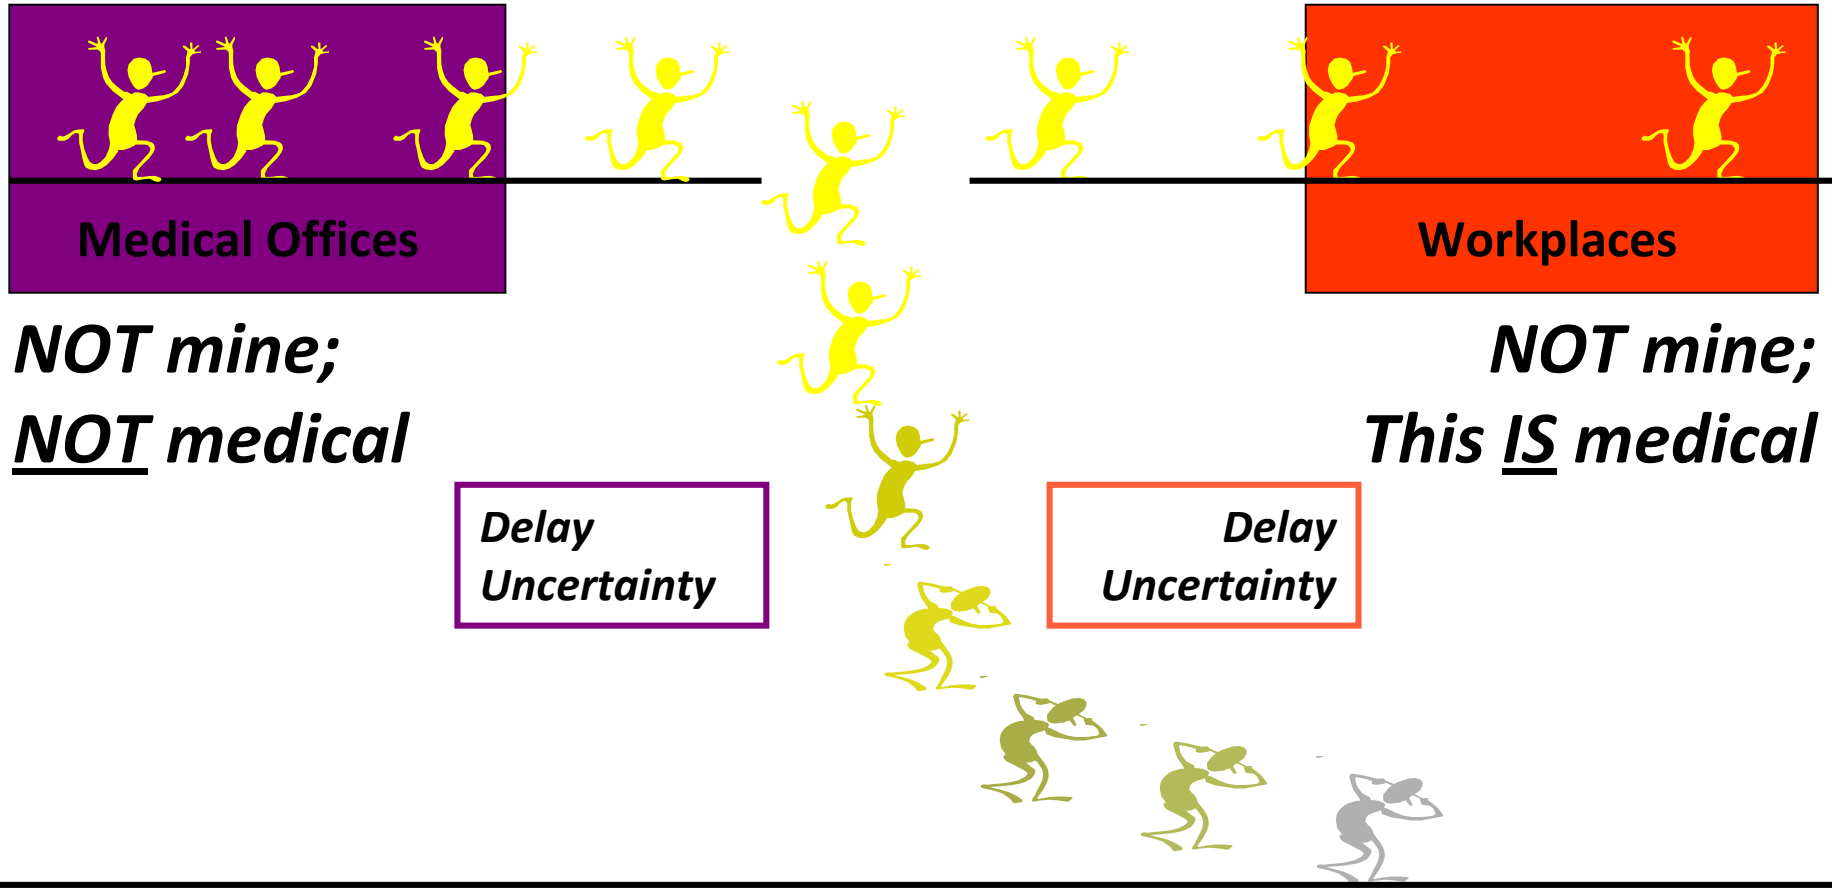 Medical Offices
Workplaces
NOT mine;
NOT medical
NOT mine;
This IS medical
Delay
Uncertainty
Delay
Uncertainty